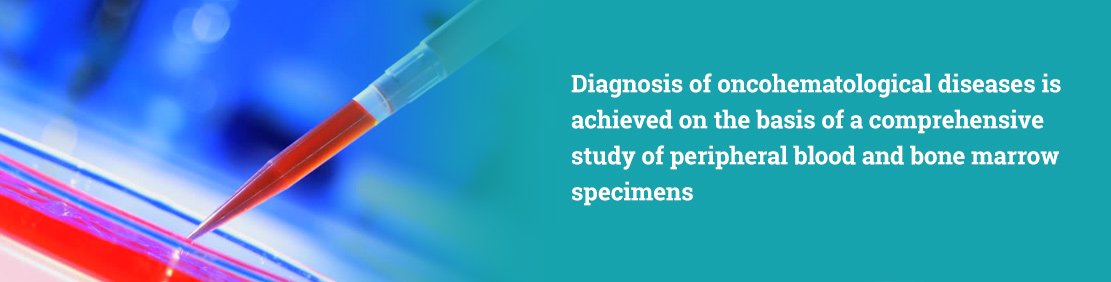 Diagnosis of oncohematological diseases is
achieved on the basis of a comprehensive
study of peripheral blood and bone marrow
specimens